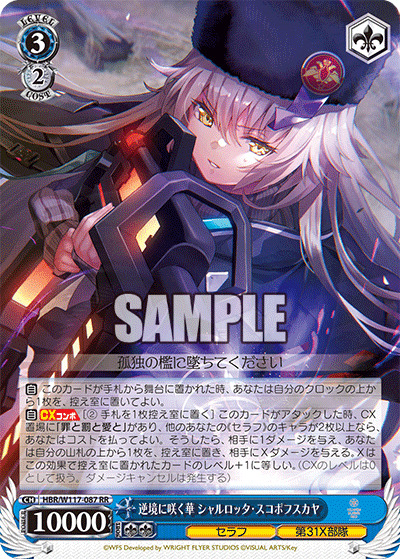 LEVEL
3
2
COST
SAMPLE
孤独の檻に墜ちてください
自 このカードが手札から舞台に置かれた時、あなたは自分のクロックの上か
ら1枚を、控え室に置いてよい。
自 CXコンボ ［② 手札を1枚控え室に置く］ このカードがアタックした時、CX
置場に「罪と罰と愛と」があり、他のあなたの《セラフ》のキャラが2枚以上なら、
あなたはコストを払ってよい。そうしたら、相手に1ダメージを与え、あなたは
自分の山札の上から1枚を、控え室に置き、相手にXダメージを与える。X
はこの効果で控え室に置かれたカードのレベル+1に等しい。（CXのレベルは0
として扱う。ダメージキャンセルは発生する）
CH HBR/W117-087 RR
10000
逆境に咲く華 シャルロッタ・スコポフスカヤ
セラフ
第31X部隊
©WFS Developed by WRIGHT FLYER STUDIOS ©VISUAL ARTS/Key